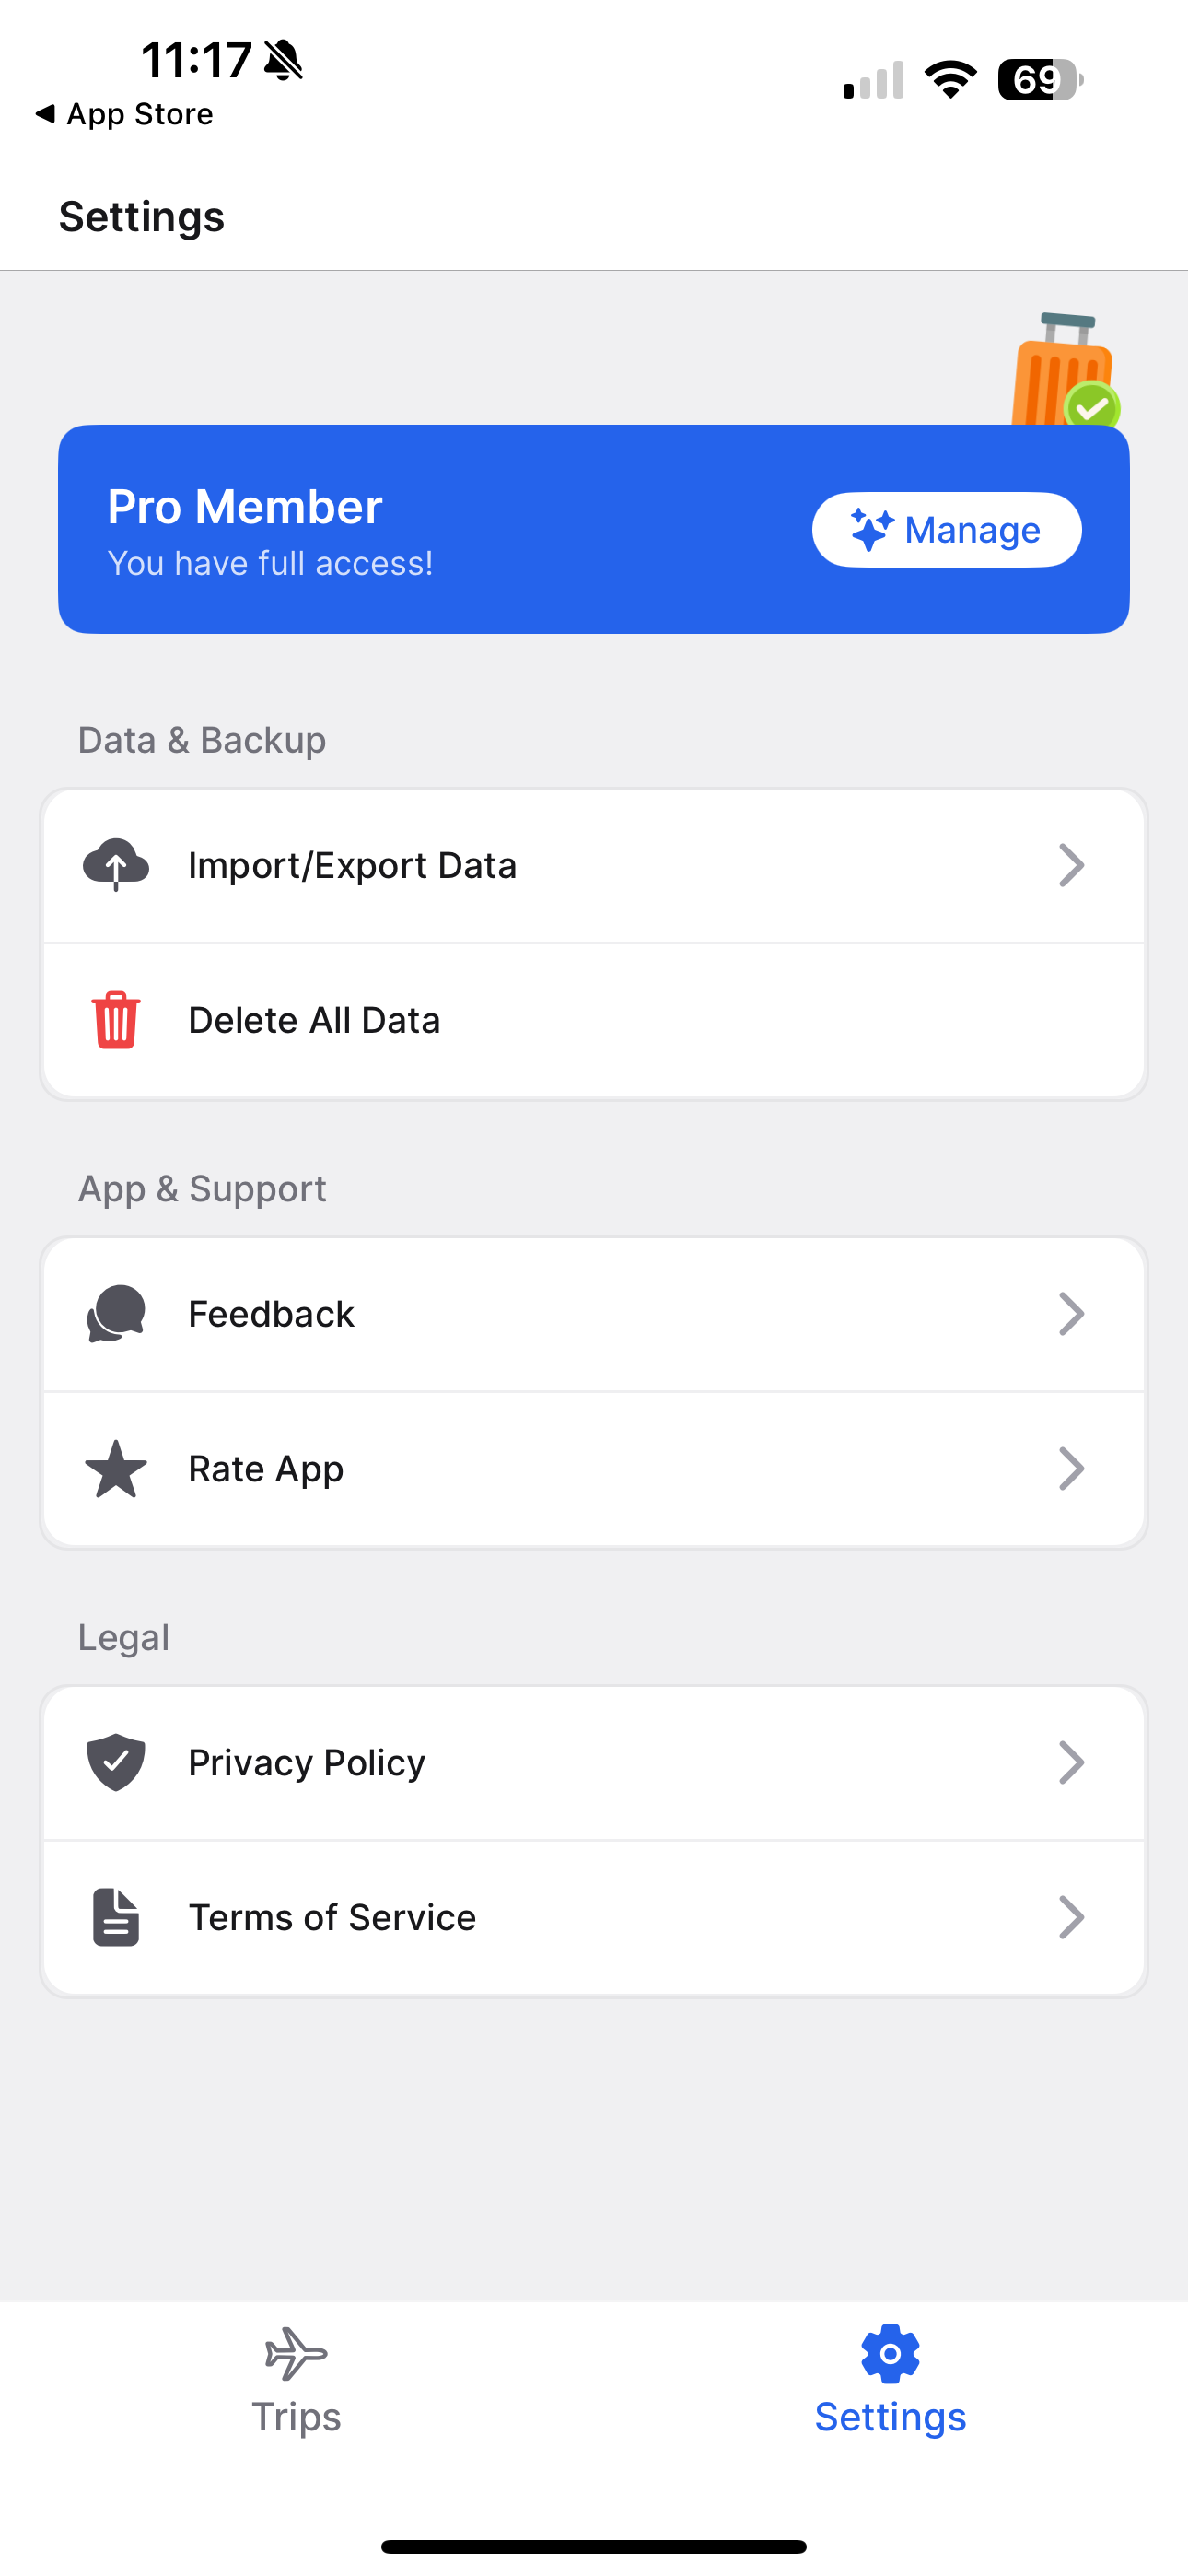 11:17
69
App Store
Settings
Pro Member
You have full access!
Manage
Data & Backup
Import/Export Data
Delete All Data
App & Support
Feedback
Rate App
Legal
Privacy Policy
Terms of Service
Trips
Settings